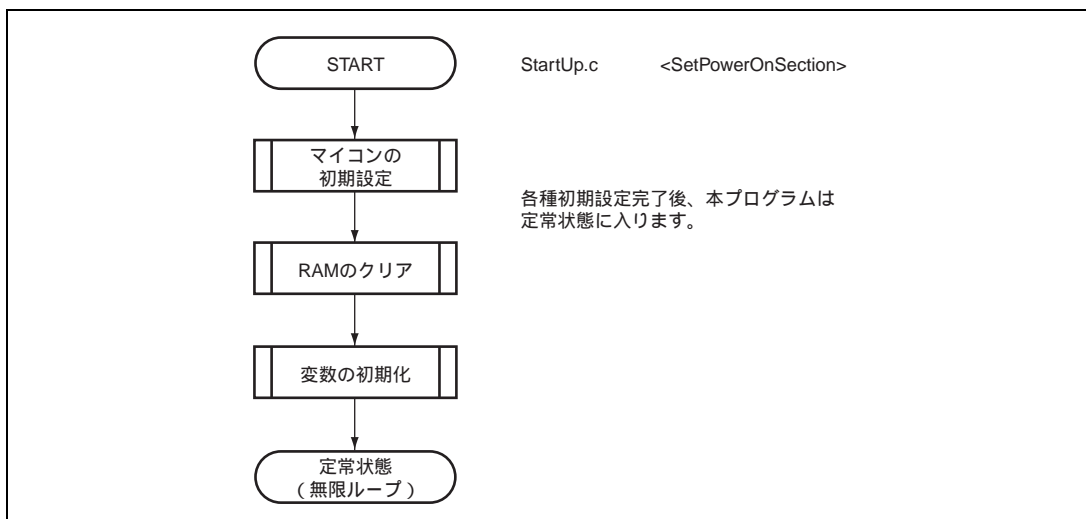 START
StartUp.c <SetPowerOnSection>
マイコンの
初期設定
各種初期設定完了後、本プログラムは
定常状態に入ります。
RAMのクリア
変数の初期化
定常状態
(無限ループ)